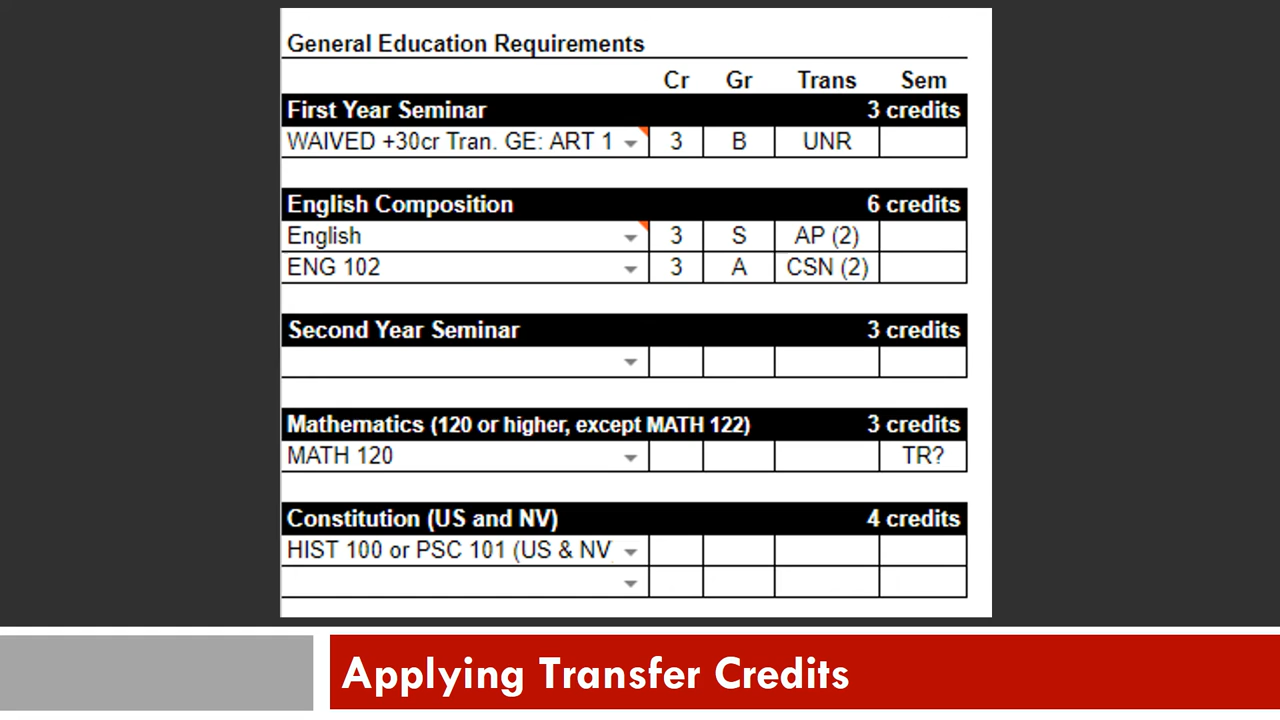 General Education Requirements
Cr Gr Trans Sem
First Year Seminar 3 credits
WAIVED +30cr Tran. GE: ART 1 3 B UNR
English Composition 6 credits
English 3 S AP (2)
ENG 102 3 A CSN (2)
Second Year Seminar 3 credits
Mathematics (120 or higher, except MATH 122) 3 credits
MATH 120 TR?
Constitution (US and NV) 4 credits
HIST 100 or PSC 101 (US & NV
Applying Transfer Credits